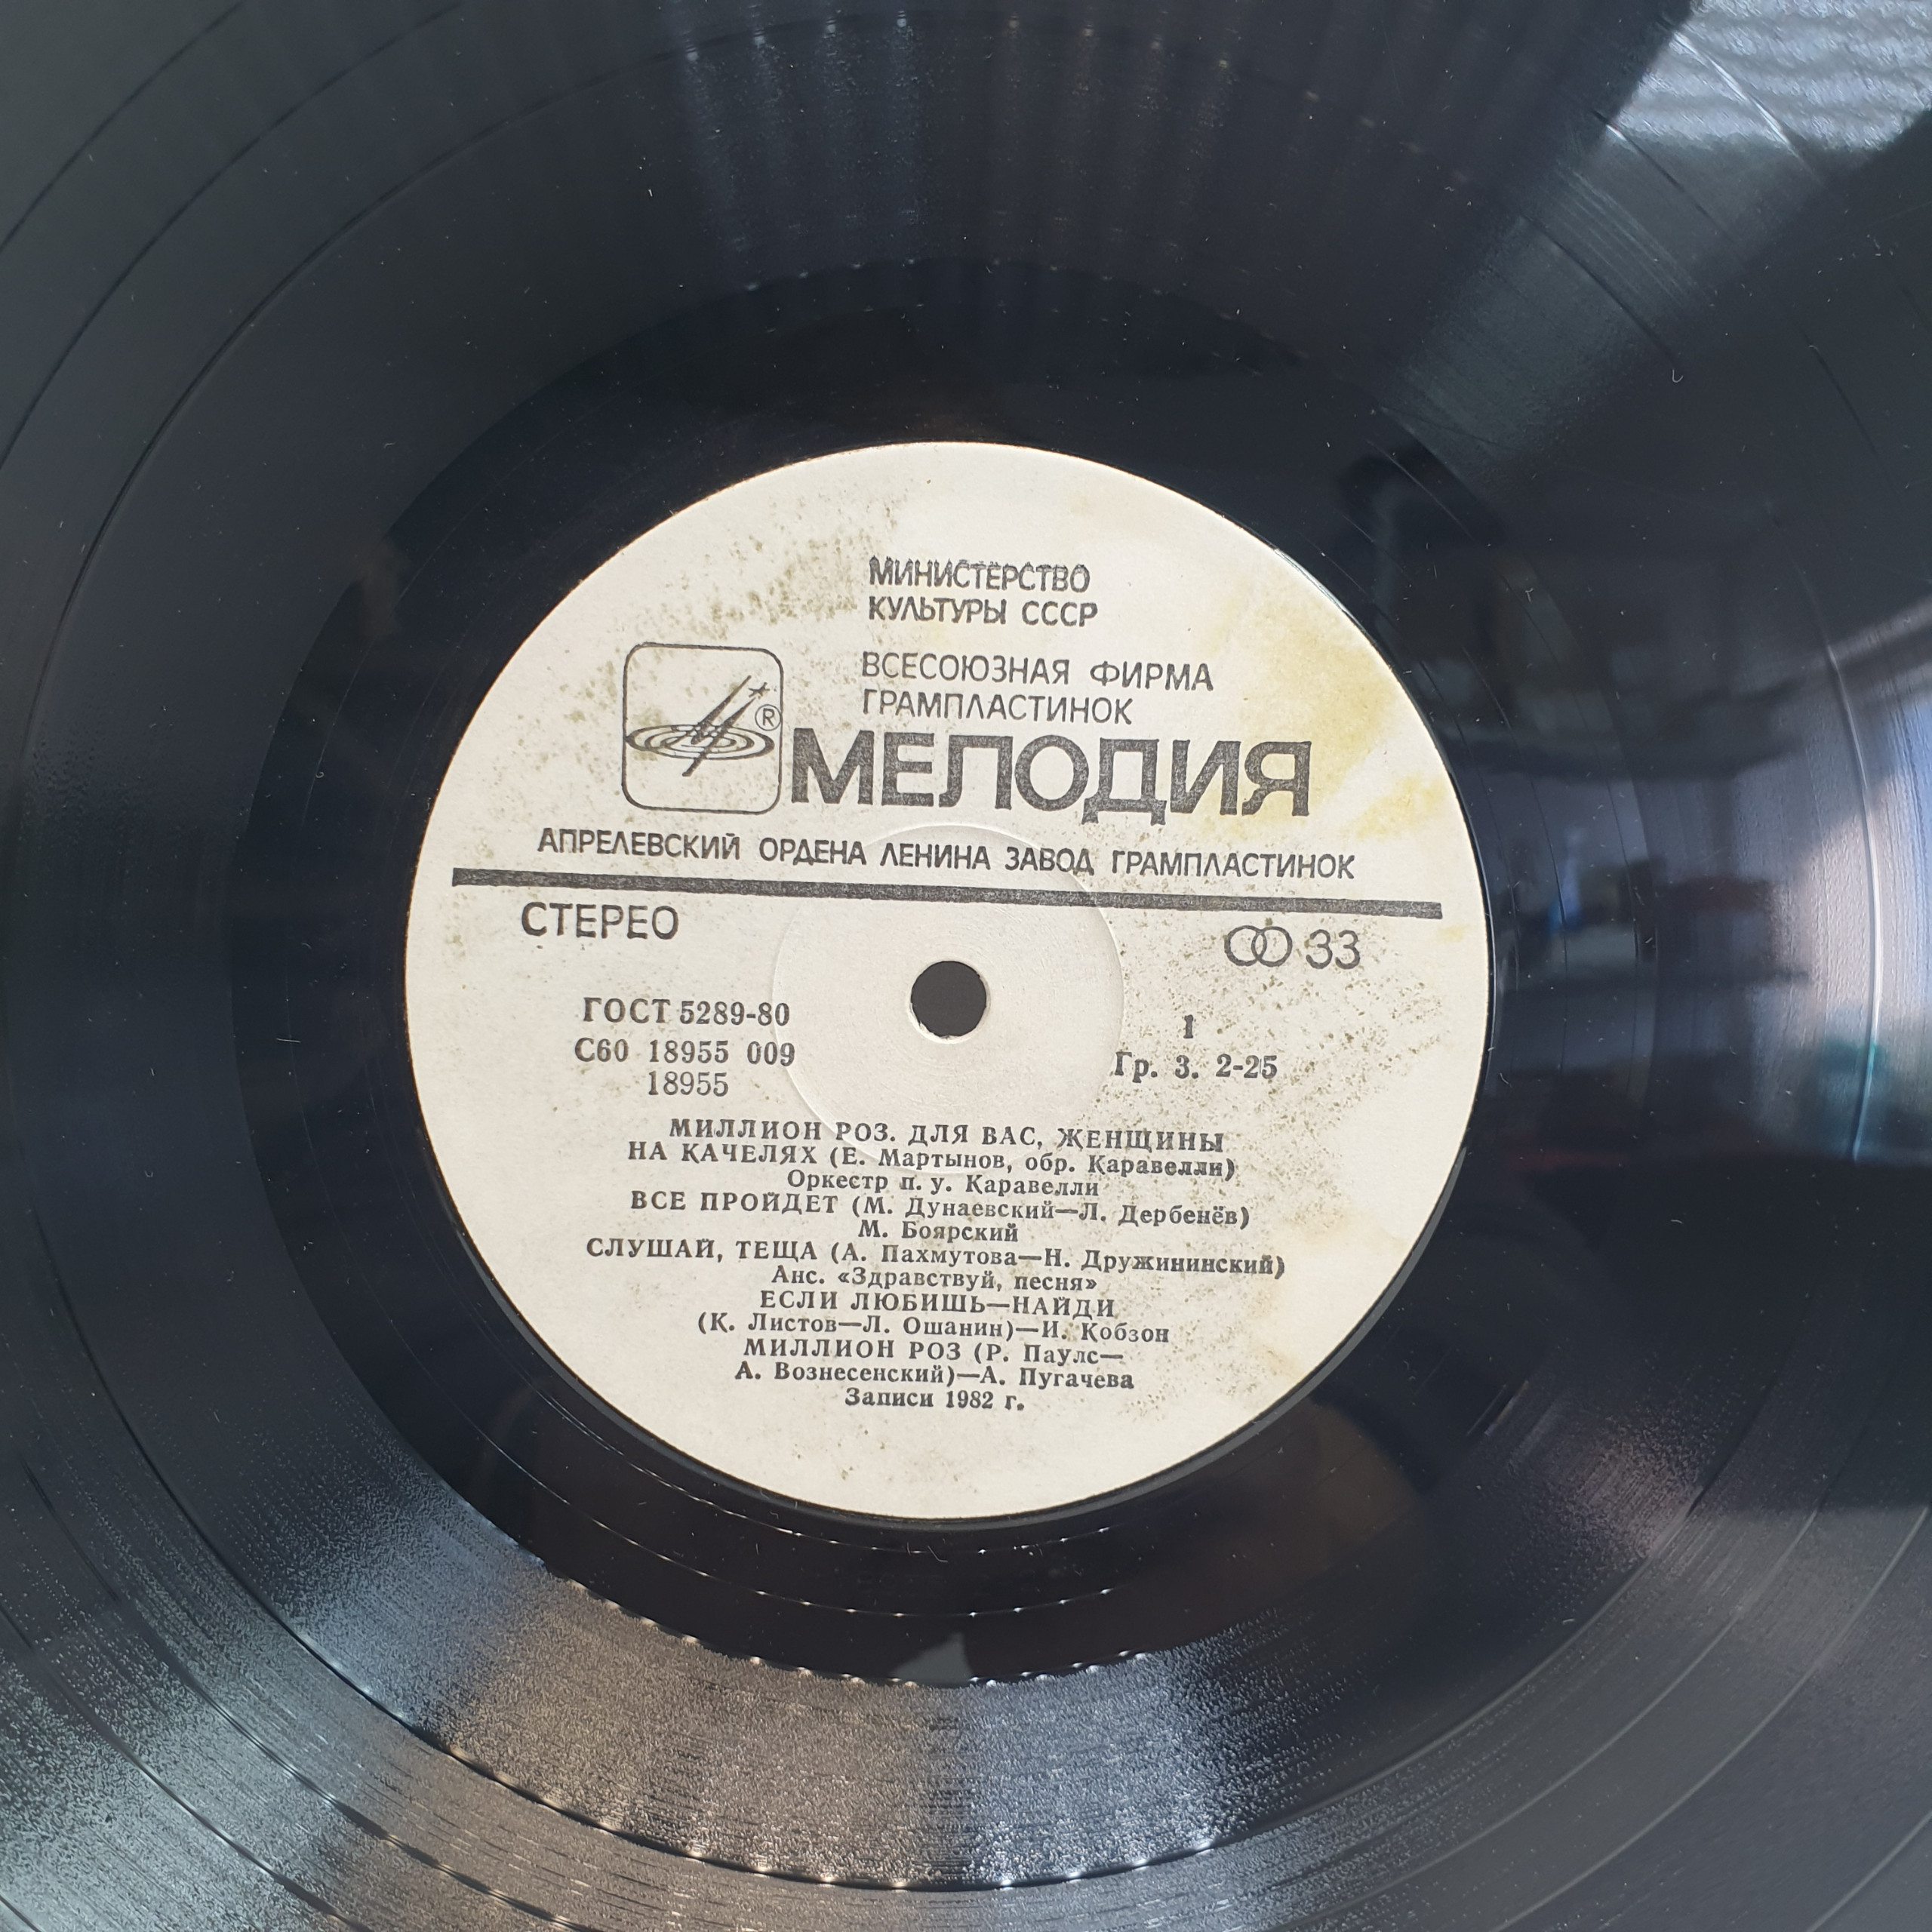 МИНИСТЕРСТВО
КУЛЬТУРЫ СССР
ВСЕСОЮЗНАЯ ФИРМА
ГРАМПЛАСТИНОК
® МЕЛОДИЯ
АПРЕЛЕВСКИЙ ОРДЕНА ЛЕНИНА ЗАВОД ГРАМПЛАСТИНОК
СТЕРЕО
33
ГОСТ 5289-80
С60 18955 009
18955
1
Гр. 3. 2-25
МИЛЛИОН РОЗ. ДЛЯ ВАС, ЖЕНЩИНЫ
НА КАЧЕЛЯХ (Е. Мартынов, обр. Каравелли)
Оркестр п. у. Каравелли
ВСЕ ПРОЙДЕТ (М. Дунаевский—Л. Дербенёв)
М. Боярский
СЛУШАЙ, ТЕЩА (А. Пахмутова—Н. Дружининский)
Анс. «Здравствуй, песня»
ЕСЛИ ЛЮБИШЬ—НАЙДИ
(К. Листов—Л. Ошанин)—И. Кобзон
МИЛЛИОН РОЗ (Р. Паулс—
А. Вознесенский)—А. Пугачева
Записи 1982 г.